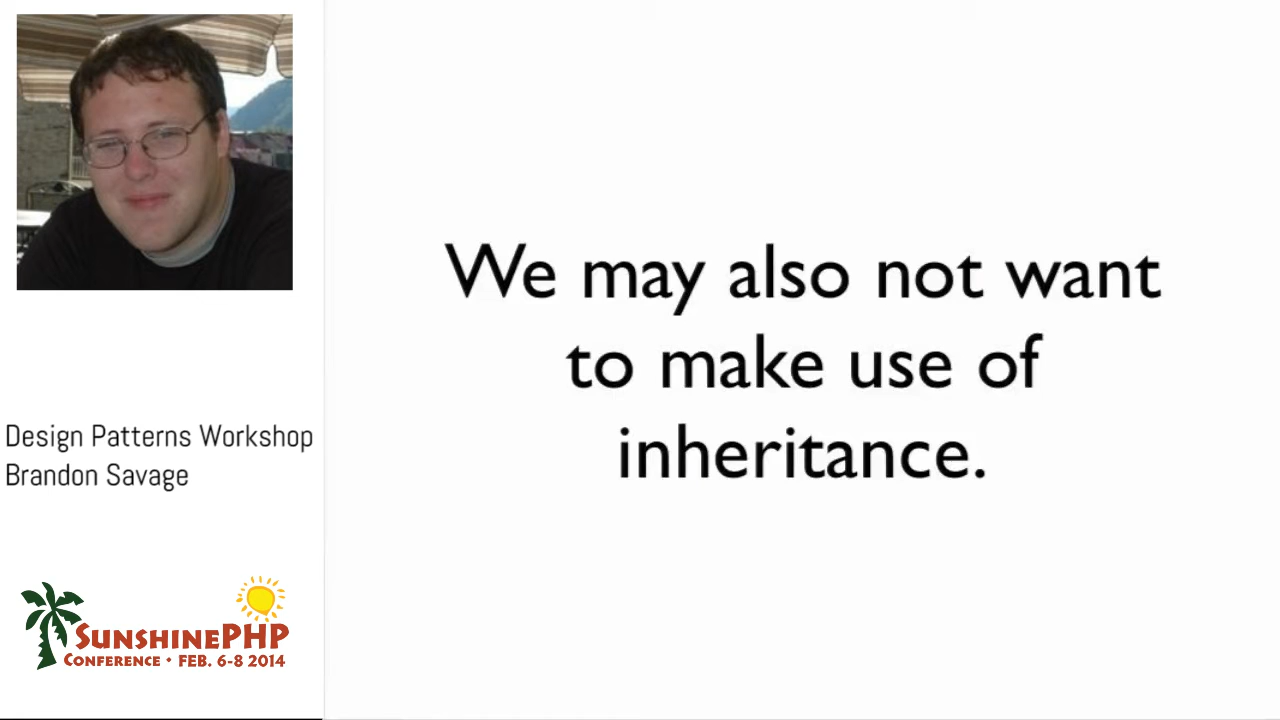 We may also not want
to make use of
inheritance.
Design Patterns Workshop
Brandon Savage
SUNSHINEPHP
CONFERENCE • FEB. 6-8 2014